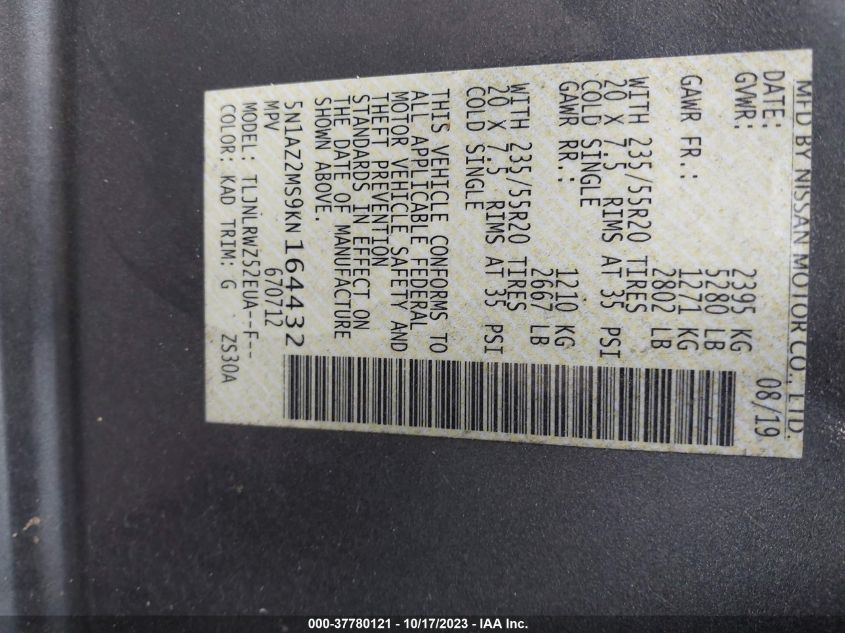 MFD BY NISSAN MOTOR CO., LTD.
DATE: 08/19
GVWR: 2395 KG
5280 LB
GAWR FR.: 1271 KG
2802 LB
WITH 235/55R20 TIRES
20 X 7.5 RIMS AT 35 PSI
COLD SINGLE
GAWR RR.: 1210 KG
2667 LB
WITH 235/55R20 TIRES
20 X 7.5 RIMS AT 35 PSI
COLD SINGLE
THIS VEHICLE CONFORMS TO
ALL APPLICABLE FEDERAL
MOTOR VEHICLE SAFETY AND
THEFT PREVENTION
STANDARDS IN EFFECT ON
THE DATE OF MANUFACTURE
SHOWN ABOVE.
5N1AZ2MS9KN164432
MPV 670712
MODEL: TLJNLRWZ52EUA--F--
COLOR: KAD TRIM: G ZS30A
000-37780121 - 10/17/2023 - IAA Inc.